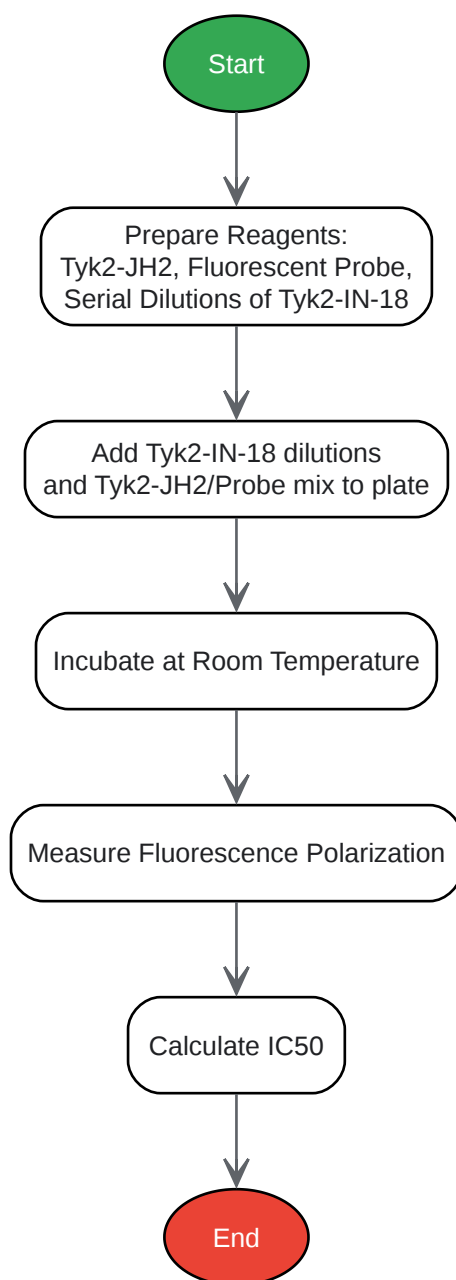 Start
Prepare Reagents:
Tyk2-JH2, Fluorescent Probe,
Serial Dilutions of Tyk2-IN-18
Add Tyk2-IN-18 dilutions
and Tyk2-JH2/Probe mix to plate
Incubate at Room Temperature
Measure Fluorescence Polarization
Calculate IC50
End